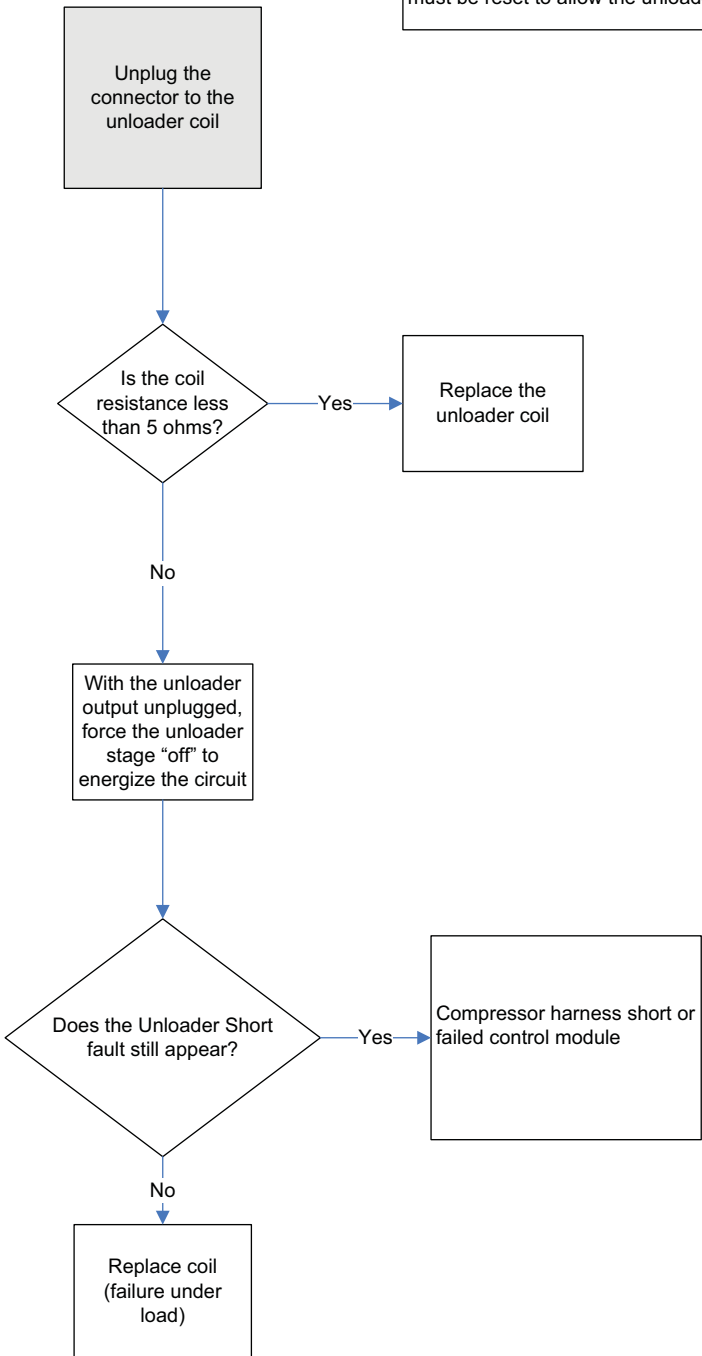 must be reset to allow the unload
Unplug the
connector to the
unloader coil
Is the coil
resistance less
than 5 ohms?
Yes
Replace the
unloader coil
No
With the unloader
output unplugged,
force the unloader
stage “off” to
energize the circuit
Does the Unloader Short
fault still appear?
Yes
Compressor harness short or
failed control module
No
Replace coil
(failure under
load)